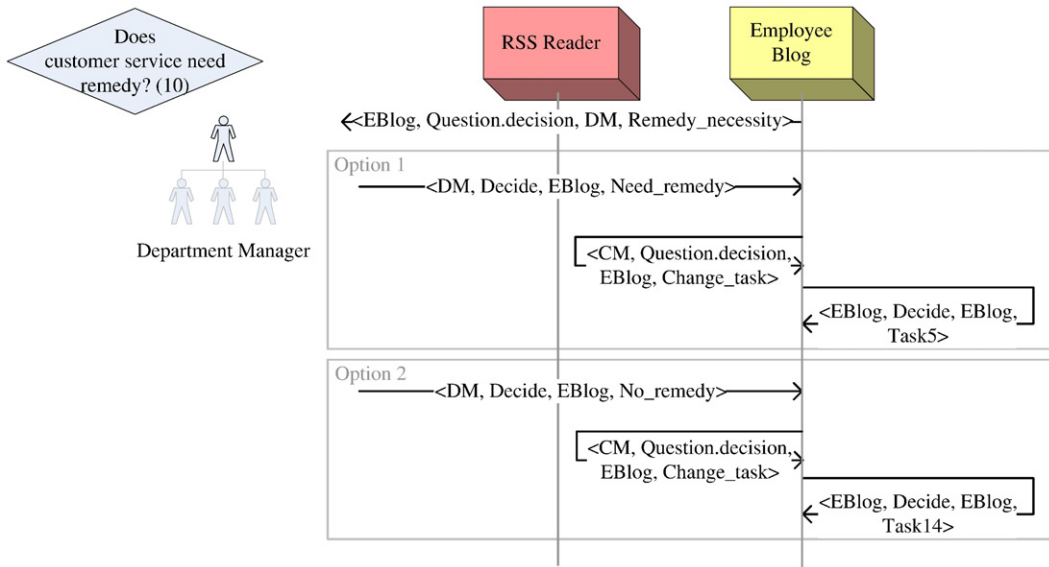 Does
customer service need
remedy? (10)
RSS Reader
Employee
Blog
<EBlog, Question.decision, DM, Remedy_necessity>
Department Manager
Option 1
<DM, Decide, EBlog, Need_remedy>
<CM, Question.decision,
EBlog, Change_task>
<EBlog, Decide, EBlog,
Task5>
Option 2
<DM, Decide, EBlog, No_remedy>
<CM, Question.decision,
EBlog, Change_task>
<EBlog, Decide, EBlog,
Task14>